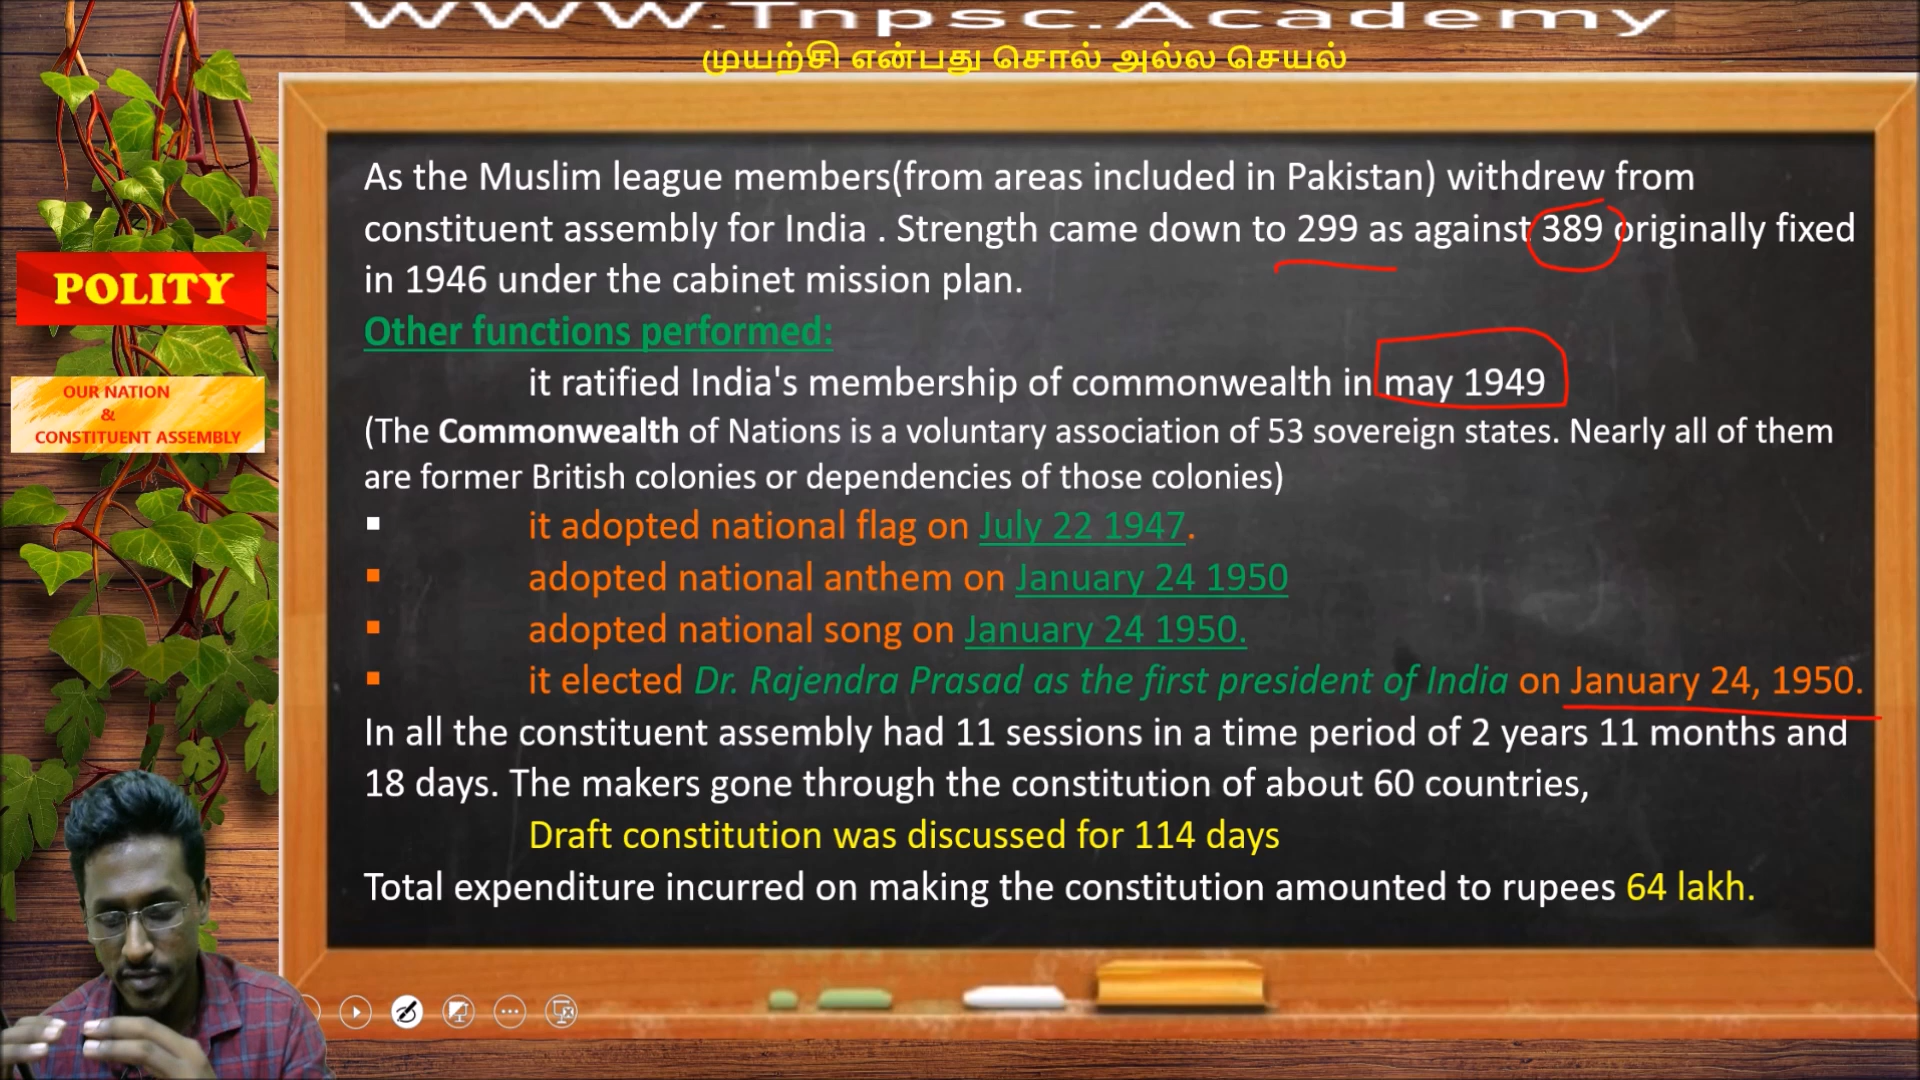 WWW.Tnpsc.Academy
முயற்சி என்பது சொல் அல்ல செயல்
POLITY
OUR NATION
&
CONSTITUENT ASSEMBLY
As the Muslim league members(from areas included in Pakistan) withdrew from
constituent assembly for India . Strength came down to 299 as against 389 originally fixed
in 1946 under the cabinet mission plan.
Other functions performed:
it ratified India's membership of commonwealth in may 1949
(The Commonwealth of Nations is a voluntary association of 53 sovereign states. Nearly all of them
are former British colonies or dependencies of those colonies)
▪ it adopted national flag on July 22 1947.
▪ adopted national anthem on January 24 1950
▪ adopted national song on January 24 1950.
▪ it elected Dr. Rajendra Prasad as the first president of India on January 24, 1950.
In all the constituent assembly had 11 sessions in a time period of 2 years 11 months and
18 days. The makers gone through the constitution of about 60 countries,
Draft constitution was discussed for 114 days
Total expenditure incurred on making the constitution amounted to rupees 64 lakh.